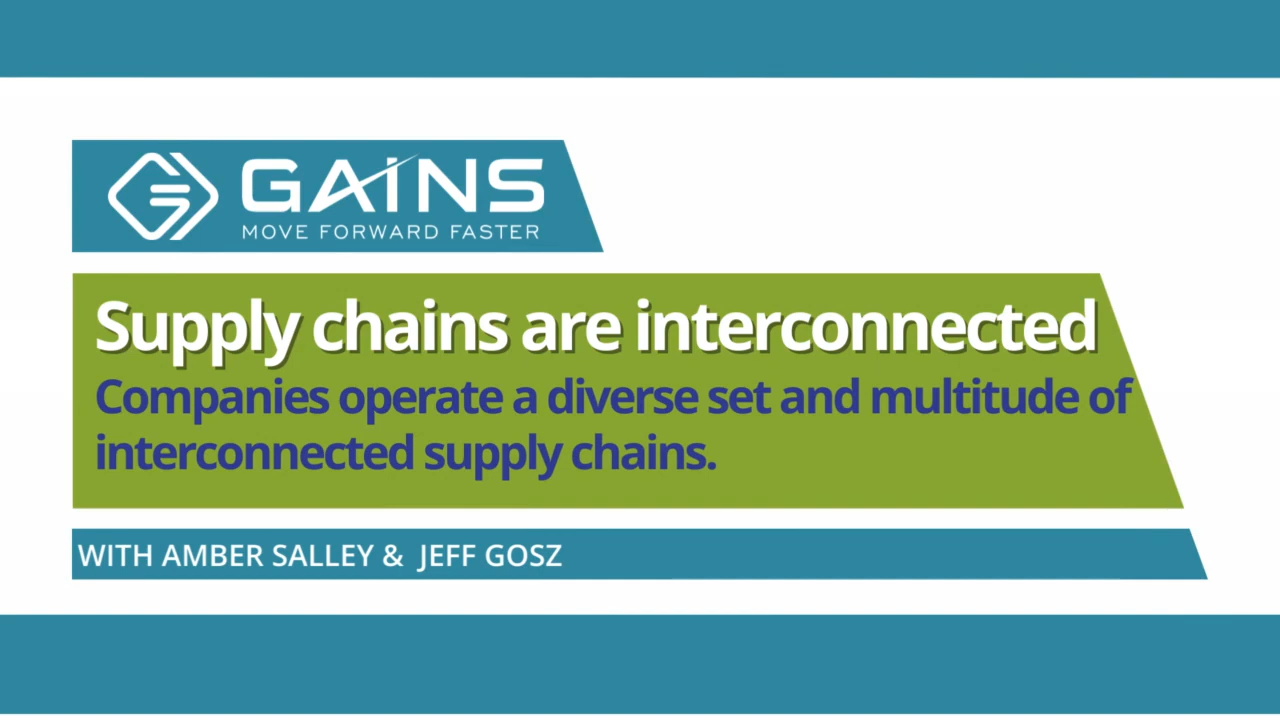 GAINS
MOVE FORWARD FASTER
Supply chains are interconnected
Companies operate a diverse set and multitude of
interconnected supply chains.
WITH AMBER SALLEY & JEFF GOSZ